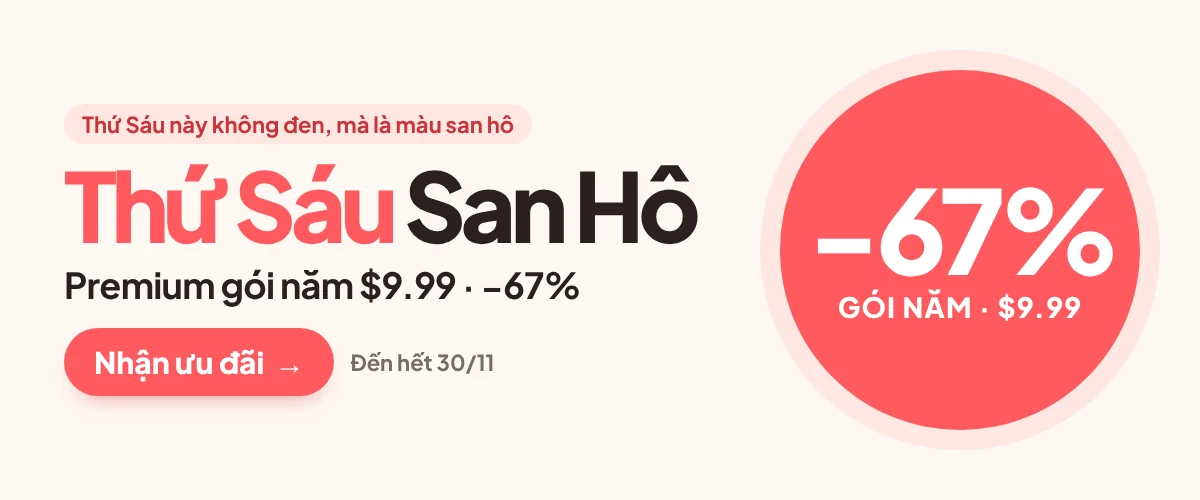 Thứ Sáu này không đen, mà là màu san hô
Thứ Sáu San Hô
Premium gói năm $9.99 · −67%
Nhận ưu đãi →
Đến hết 30/11
−67%
GÓI NĂM · $9.99